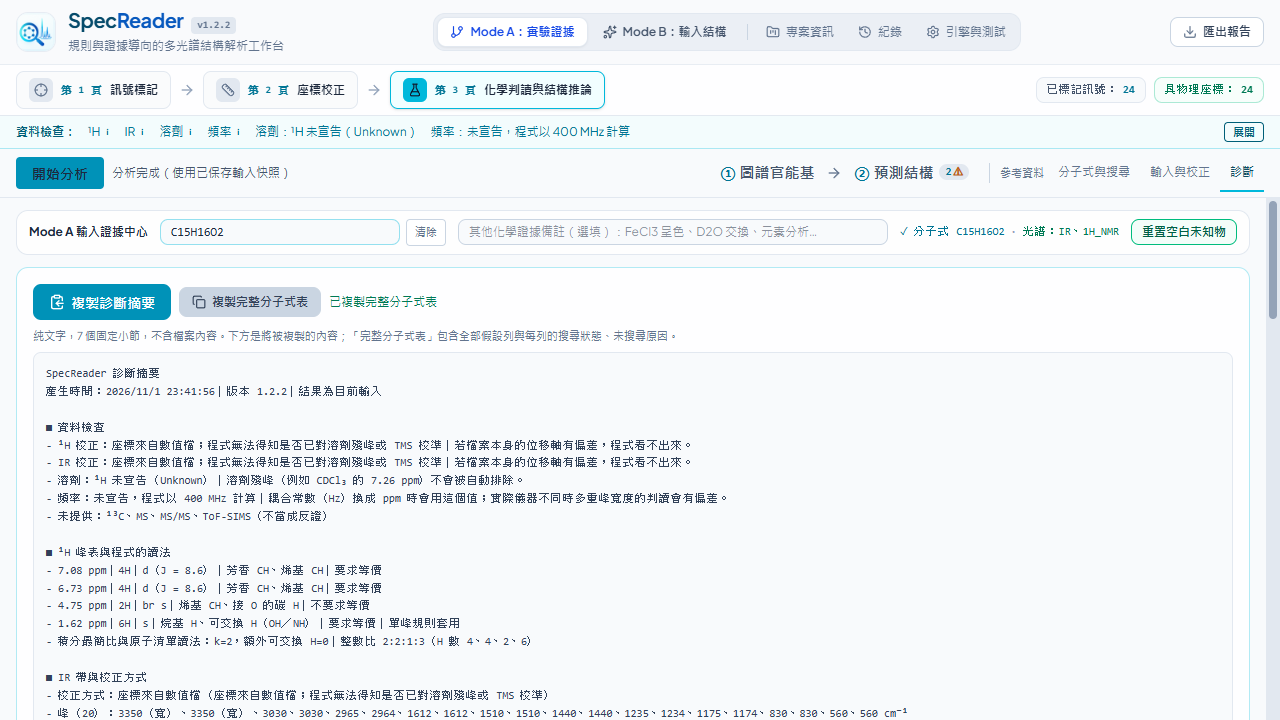 SpecReader v1.2.2
規則與證據導向的多光譜結構解析工作台
Mode A：實驗證據
Mode B：輸入結構
專案資訊
紀錄
引擎與測試
匯出報告
第 1 頁 訊號標記
→
第 2 頁 座標校正
→
第 3 頁 化學判讀與結構推論
已標記訊號： 24
具物理座標： 24
資料檢查： ¹H i IR i 溶劑 i 頻率 i 溶劑：¹H 未宣告（Unknown） 頻率：未宣告，程式以 400 MHz 計算
展開
開始分析
分析完成（使用已保存輸入快照）
① 圖譜官能基 → ② 預測結構 2⚠
參考資料
分子式與搜尋
輸入與校正
診斷
Mode A 輸入證據中心
C15H16O2
清除
其他化學證據備註（選填）：FeCl3 呈色、D2O 交換、元素分析…
✓ 分子式 C15H16O2 · 光譜：IR、1H_NMR
重置空白未知物
複製診斷摘要
複製完整分子式表
已複製完整分子式表
純文字，7 個固定小節，不含檔案內容。下方是將被複製的內容；「完整分子式表」包含全部假設列與每列的搜尋狀態、未搜尋原因。
SpecReader 診斷摘要
產生時間：2026/11/1 23:41:56｜版本 1.2.2｜結果為目前輸入
■ 資料檢查
- ¹H 校正：座標來自數值檔；程式無法得知是否已對溶劑殘峰或 TMS 校準｜若檔案本身的位移軸有偏差，程式看不出來。
- IR 校正：座標來自數值檔；程式無法得知是否已對溶劑殘峰或 TMS 校準｜若檔案本身的位移軸有偏差，程式看不出來。
- 溶劑：¹H 未宣告（Unknown）｜溶劑殘峰（例如 CDCl₃ 的 7.26 ppm）不會被自動排除。
- 頻率：未宣告，程式以 400 MHz 計算｜耦合常數（Hz）換成 ppm 時會用這個值；實際儀器不同時多重峰寬度的判讀會有偏差。
- 未提供：¹³C、MS、MS/MS、ToF-SIMS（不當成反證）
■ ¹H 峰表與程式的讀法
- 7.08 ppm｜4H｜d（J = 8.6）｜芳香 CH、烯基 CH｜要求等價
- 6.73 ppm｜4H｜d（J = 8.6）｜芳香 CH、烯基 CH｜要求等價
- 4.75 ppm｜2H｜br s｜烯基 CH、接 O 的碳 H｜不要求等價
- 1.62 ppm｜6H｜s｜烷基 H、可交換 H（OH／NH）｜要求等價｜單峰規則套用
- 積分最簡比與原子清單讀法：k=2，額外可交換 H=0｜整數比 2:2:1:3（H 數 4、4、2、6）
■ IR 帶與校正方式
- 校正方式：座標來自數值檔（座標來自數值檔；程式無法得知是否已對溶劑殘峰或 TMS 校準）
- 峰（20）：3350（寬）、3350（寬）、3030、3030、2965、2964、1612、1612、1510、1510、1440、1440、1235、1234、1175、1174、830、830、560、560 cm⁻¹